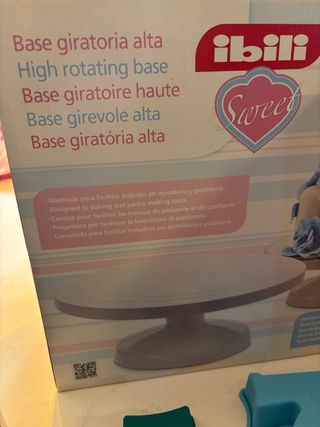 Base giratoria alta
High rotating base
Base giratoire haute
Base girevole alta
Base giratória alta
ibili
Sweet
· Diseñada para facilitar trabajos en repostería y pastelería
· Designed to baking and pastry making tasks
· Conçue pour faciliter les travaux de pâtisserie et de confiserie
· Progettata per facilitare le lavorazioni di pasticceria
· Concebida para facilitar trabalhos em confeitaria e pastelaria